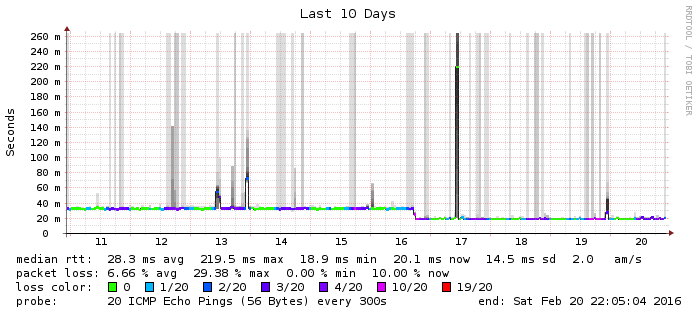 Last 10 Days
RRDTOOL / TOBI OETIKER
Seconds
260 m
240 m
220 m
200 m
180 m
160 m
140 m
120 m
100 m
80 m
60 m
40 m
20 m
0
11 12 13 14 15 16 17 18 19 20
median rtt: 28.3 ms avg 219.5 ms max 18.9 ms min 20.1 ms now 14.5 ms sd 2.0 am/s
packet loss: 6.66 % avg 29.38 % max 0.00 % min 10.00 % now
loss color: 0 1/20 2/20 3/20 4/20 10/20 19/20
probe: 20 ICMP Echo Pings (56 Bytes) every 300s end: Sat Feb 20 22:05:04 2016